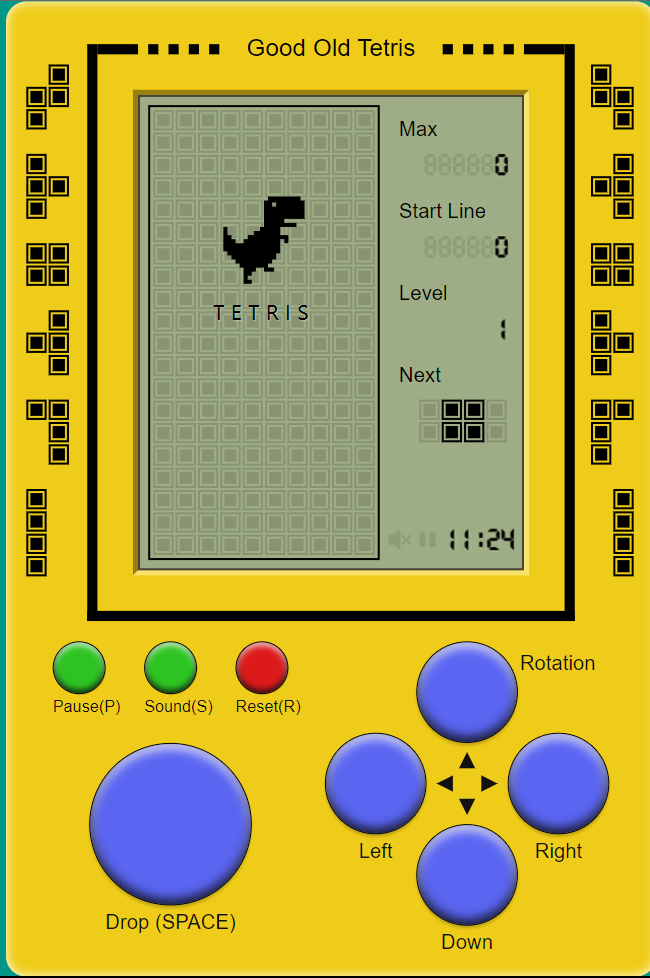 Good Old Tetris
Max
0
Start Line
0
Level
1
Next
TETRIS
11:24
Pause(P) Sound(S) Reset(R)
Rotation
Left
Right
Drop (SPACE)
Down